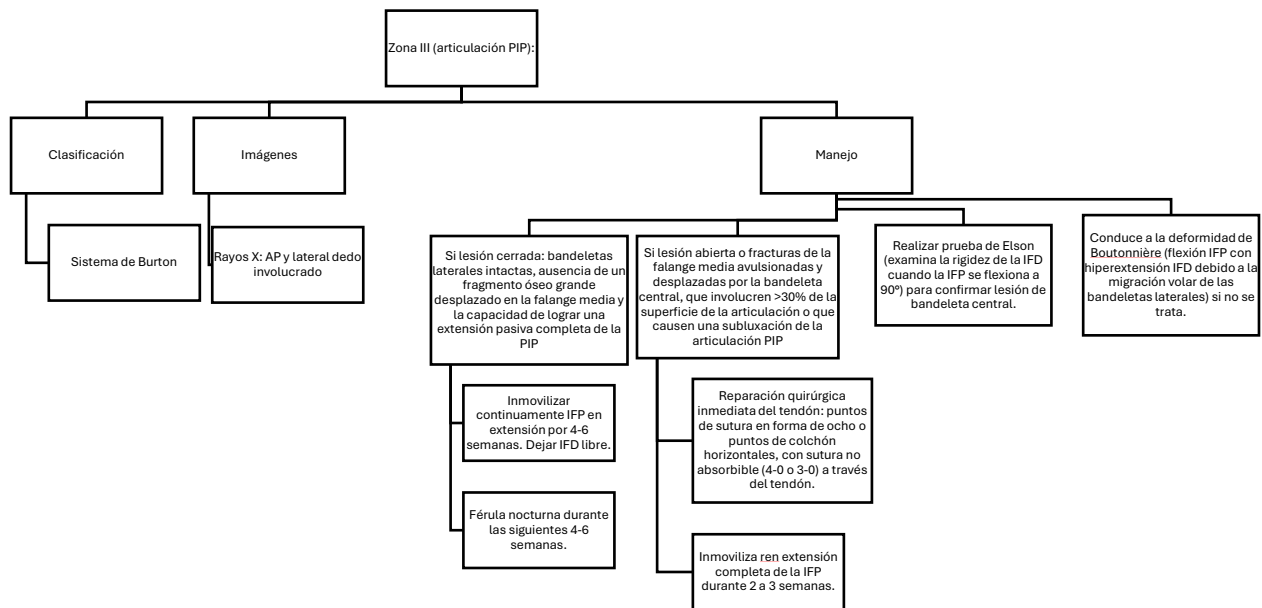 Zona III (articulación PIP):
Clasificación
Imágenes
Manejo
Sistema de Burton
Rayos X: AP y lateral dedo
involucrado
Si lesión cerrada: bandeletas
laterales intactas, ausencia de un
fragmento óseo grande
desplazado en la falange media y
la capacidad de lograr una
extensión pasiva completa de la
PIP
Inmovilizar
continuamente IFP en
extensión por 4-6
semanas. Dejar IFD libre.
Férula nocturna durante
las siguientes 4-6
semanas.
Si lesión abierta o fracturas de la
falange media avulsionadas y
desplazadas por la bandeleta
central, que involucren >30% de la
superficie de la articulación o que
causen una subluxación de la
articulación PIP
Reparación quirúrgica
inmediata del tendón: puntos
de sutura en forma de ocho o
puntos de colchón
horizontales, con sutura no
absorbible (4-0 o 3-0) a través
del tendón.
Inmoviliza ren extensión
completa de la IFP
durante 2 a 3 semanas.
Realizar prueba de Elson
(examina la rigidez de la IFD
cuando la IFP se flexiona a
90º) para confirmar lesión de
bandeleta central.
Conduce a la deformidad de
Boutonnière (flexión IFP con
hiperextensión IFD debido a la
migración volar de las
bandeletas laterales) si no se
trata.